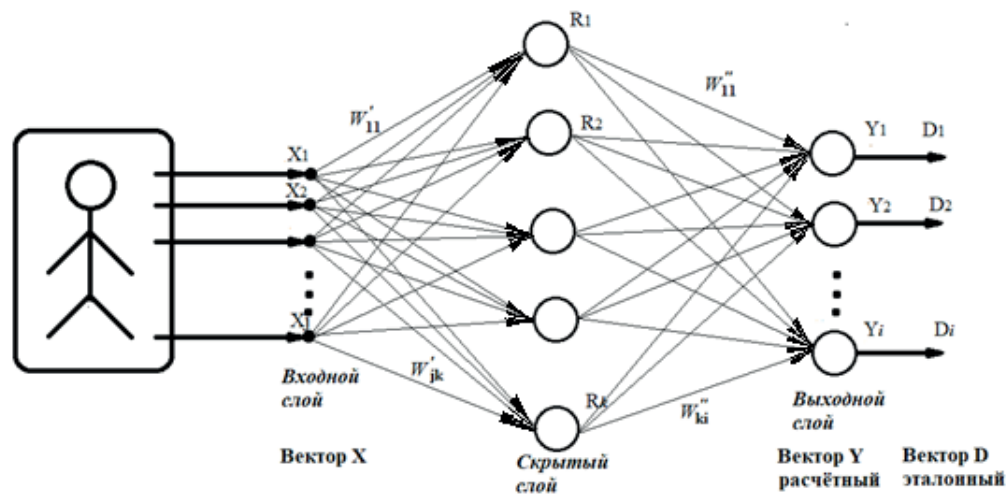 R1
W'11
W''11
R2
X1
X2
Xj
Y1 D1
Y2 D2
Yi Di
W'jk
Rk
W''ki
Входной
слой
Выходной
слой
Вектор X
Скрытый
слой
Вектор Y
расчётный
Вектор D
эталонный